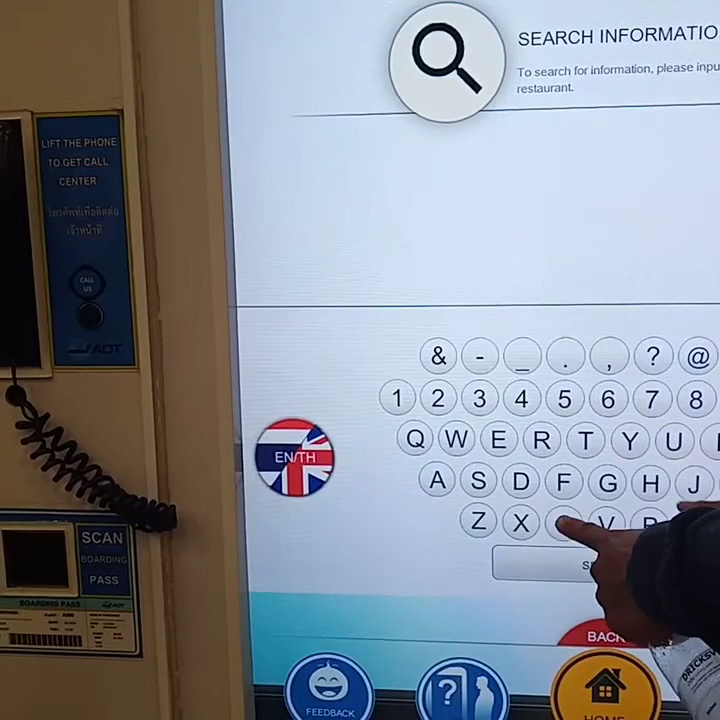 SEARCH INFORMATIO
To search for information, please inpu
restaurant.
LIFT THE PHONE
TO GET CALL
CENTER
โทรศัพท์เพื่อติดต่อ
เจ้าหน้าที่
CALL
US
AOT
& - _ . , ? @
1 2 3 4 5 6 7 8
Q W E R T Y U
EN/TH
A S D F G H J
Z X V B
SCAN
BOARDING
PASS
BOARDING PASS
BACK
FEEDBACK
?
HOME